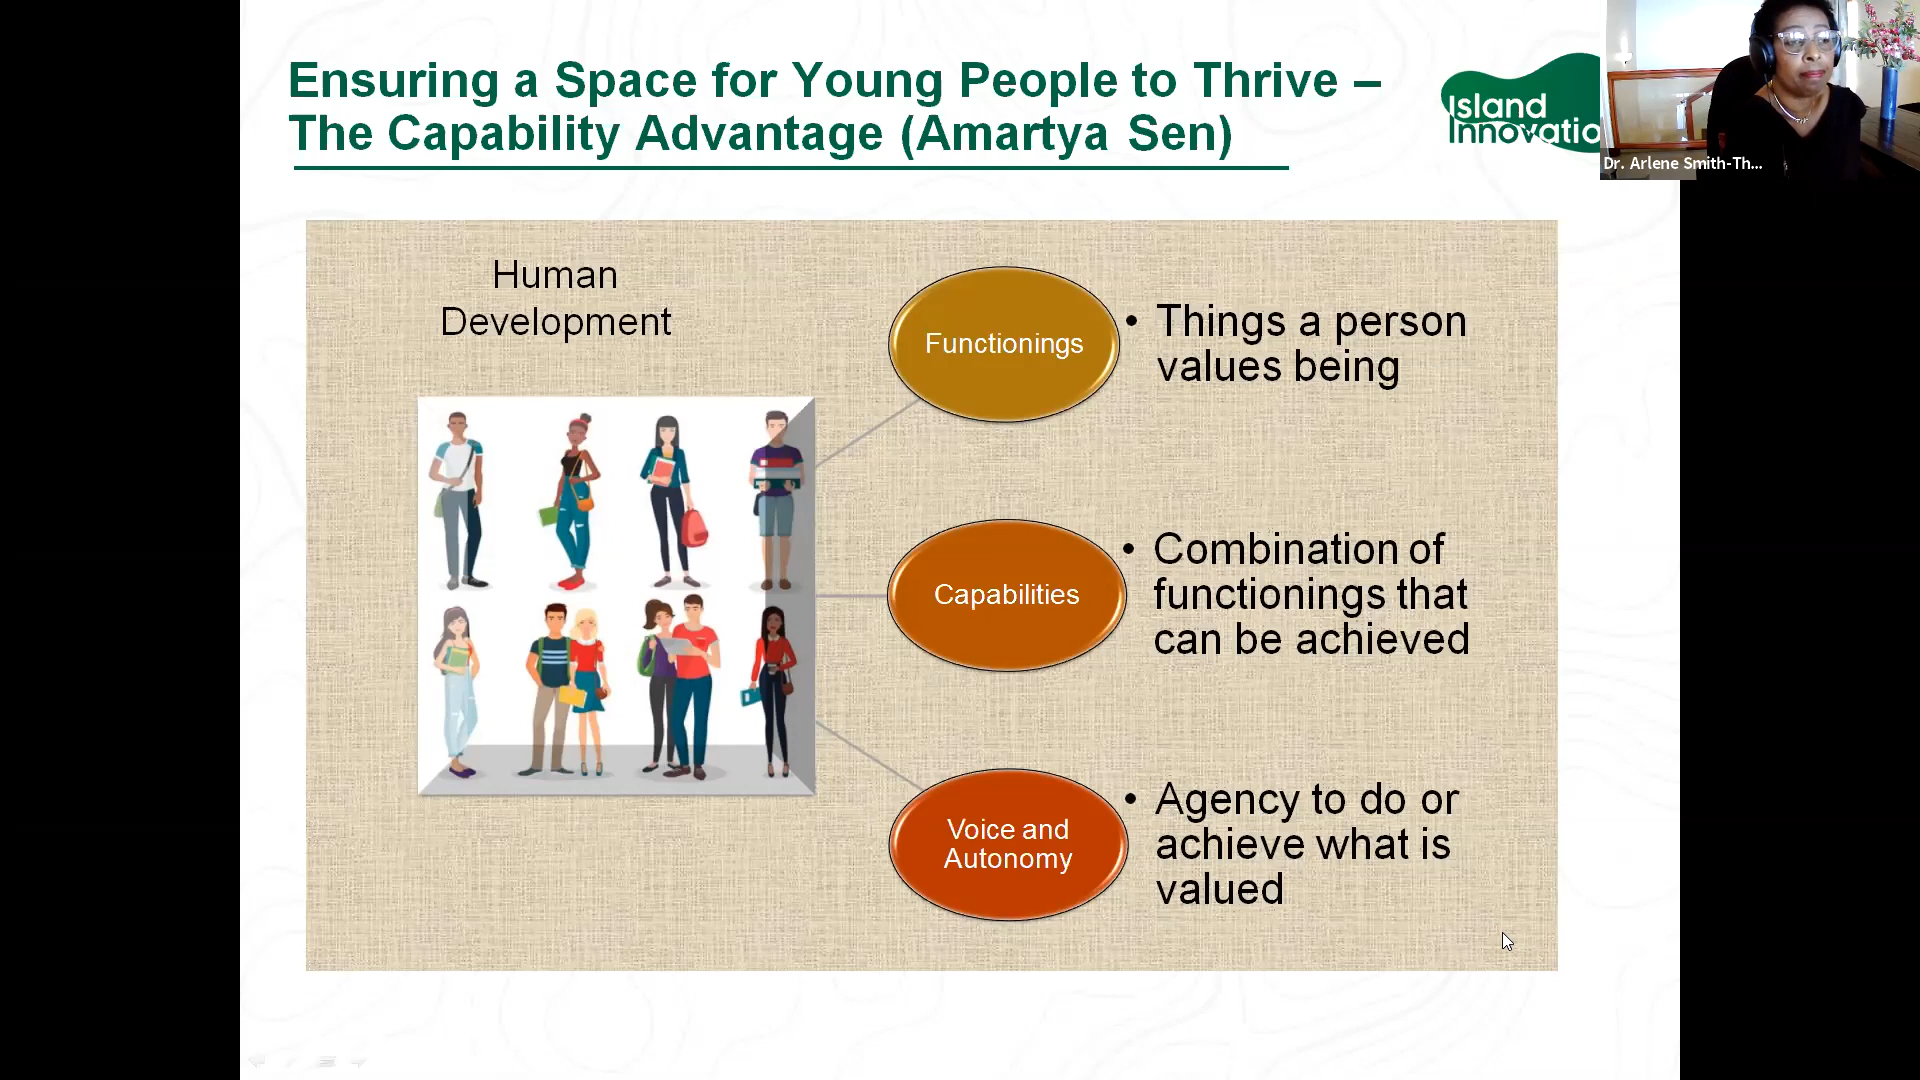 Ensuring a Space for Young People to Thrive –
The Capability Advantage (Amartya Sen)
Island
Innovatio
Dr. Arlene Smith-Th...
Human
Development
Functionings
• Things a person
values being
Capabilities
• Combination of
functionings that
can be achieved
Voice and
Autonomy
• Agency to do or
achieve what is
valued